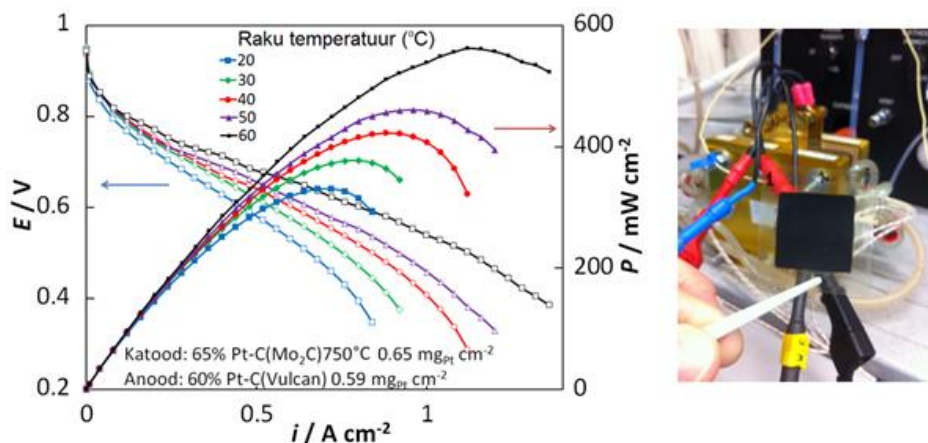 1
0.8
0.6
0.4
0.2
E / V
Raku temperatuur (°C)
20
30
40
50
60
600
400
200
0
P / mW cm⁻²
Katood: 65% Pt-C(Mo₂C)750°C 0.65 mgₚₜ cm⁻²
Anood: 60% Pt-C(Vulcan) 0.59 mgₚₜ cm⁻²
0
0.5
1
i / A cm⁻²